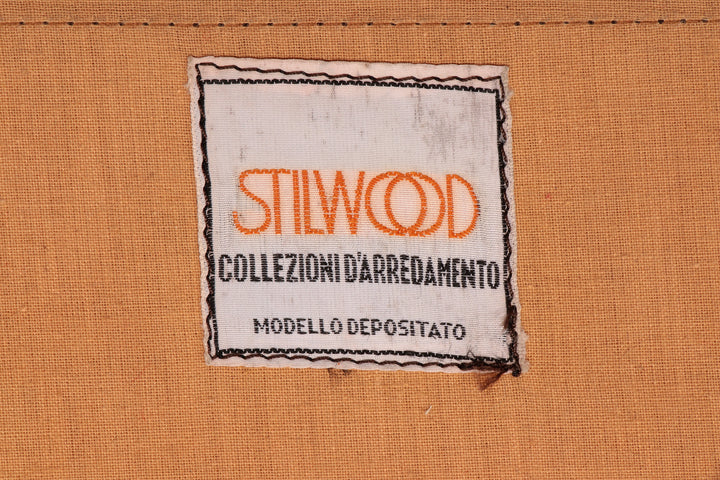 STILWOOD
COLLEZIONI D'ARREDAMENTO
MODELLO DEPOSITATO